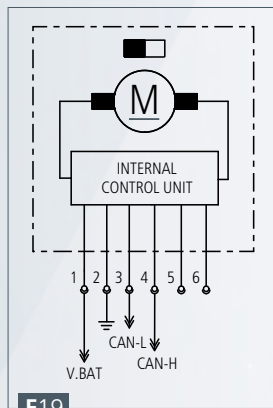 M
INTERNAL
CONTROL UNIT
1 2 3 4 5 6
CAN-L
CAN-H
V.BAT
E19